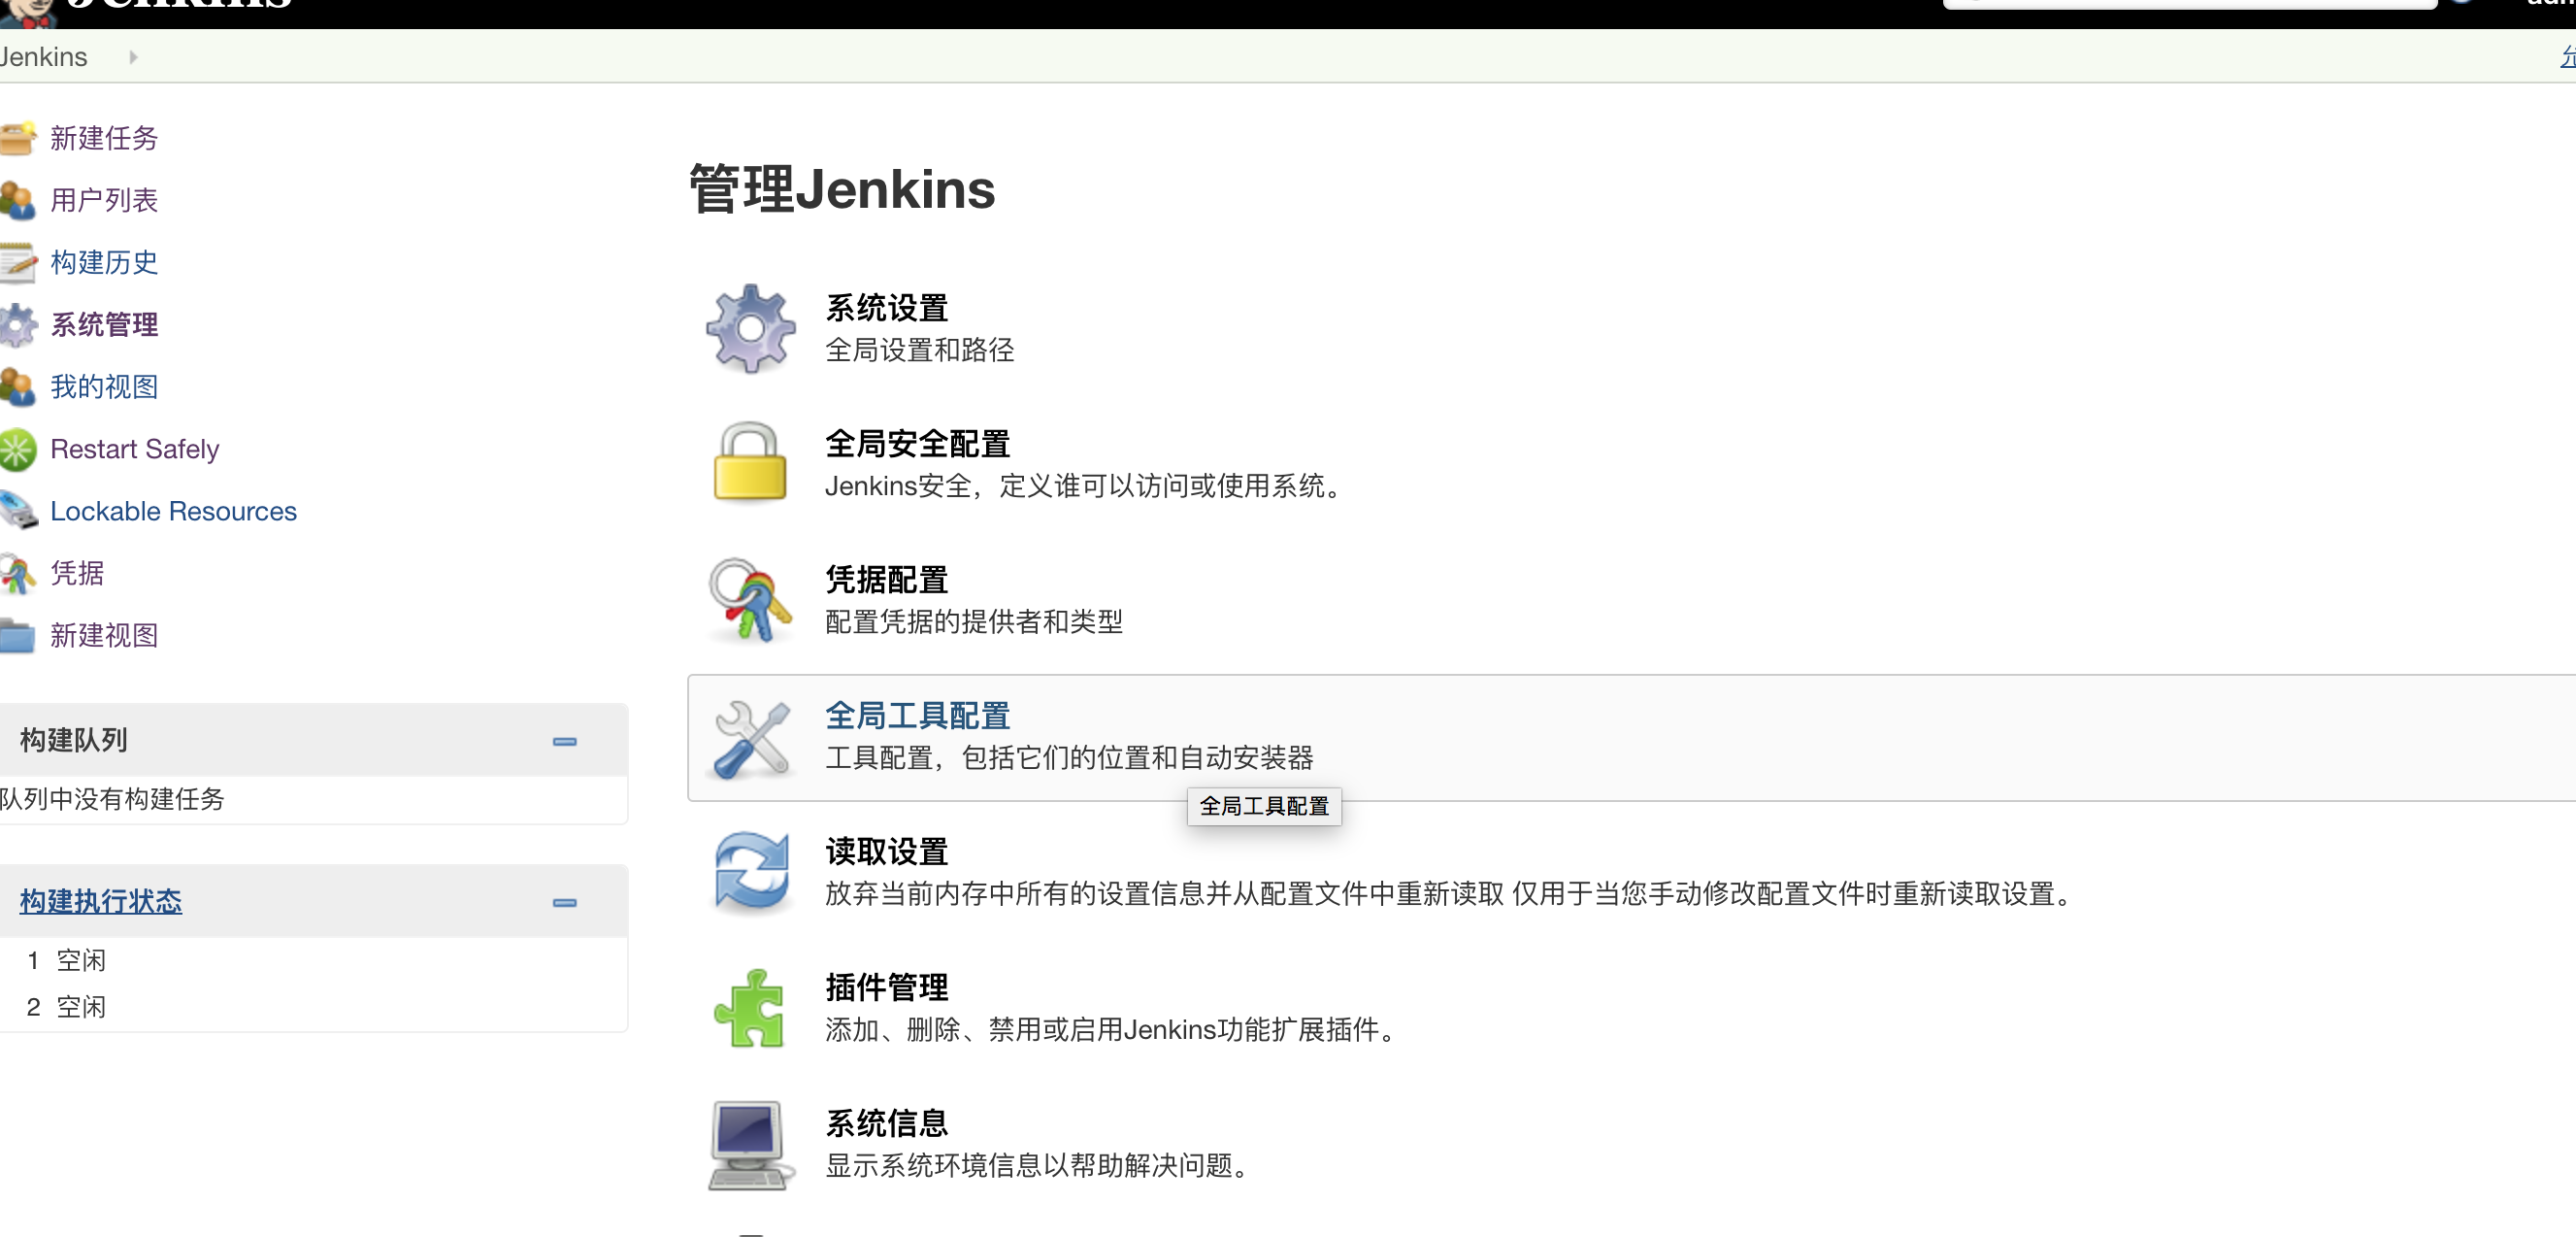 Jenkins
Jenkins
新建任务
用户列表
构建历史
系统管理
我的视图
Restart Safely
Lockable Resources
凭据
新建视图
构建队列
队列中没有构建任务
构建执行状态
1 空闲
2 空闲
管理Jenkins
系统设置
全局设置和路径
全局安全配置
Jenkins安全，定义谁可以访问或使用系统。
凭据配置
配置凭据的提供者和类型
全局工具配置
工具配置，包括它们的位置和自动安装器
全局工具配置
读取设置
放弃当前内存中所有的设置信息并从配置文件中重新读取 仅用于当您手动修改配置文件时重新读取设置。
插件管理
添加、删除、禁用或启用Jenkins功能扩展插件。
系统信息
显示系统环境信息以帮助解决问题。